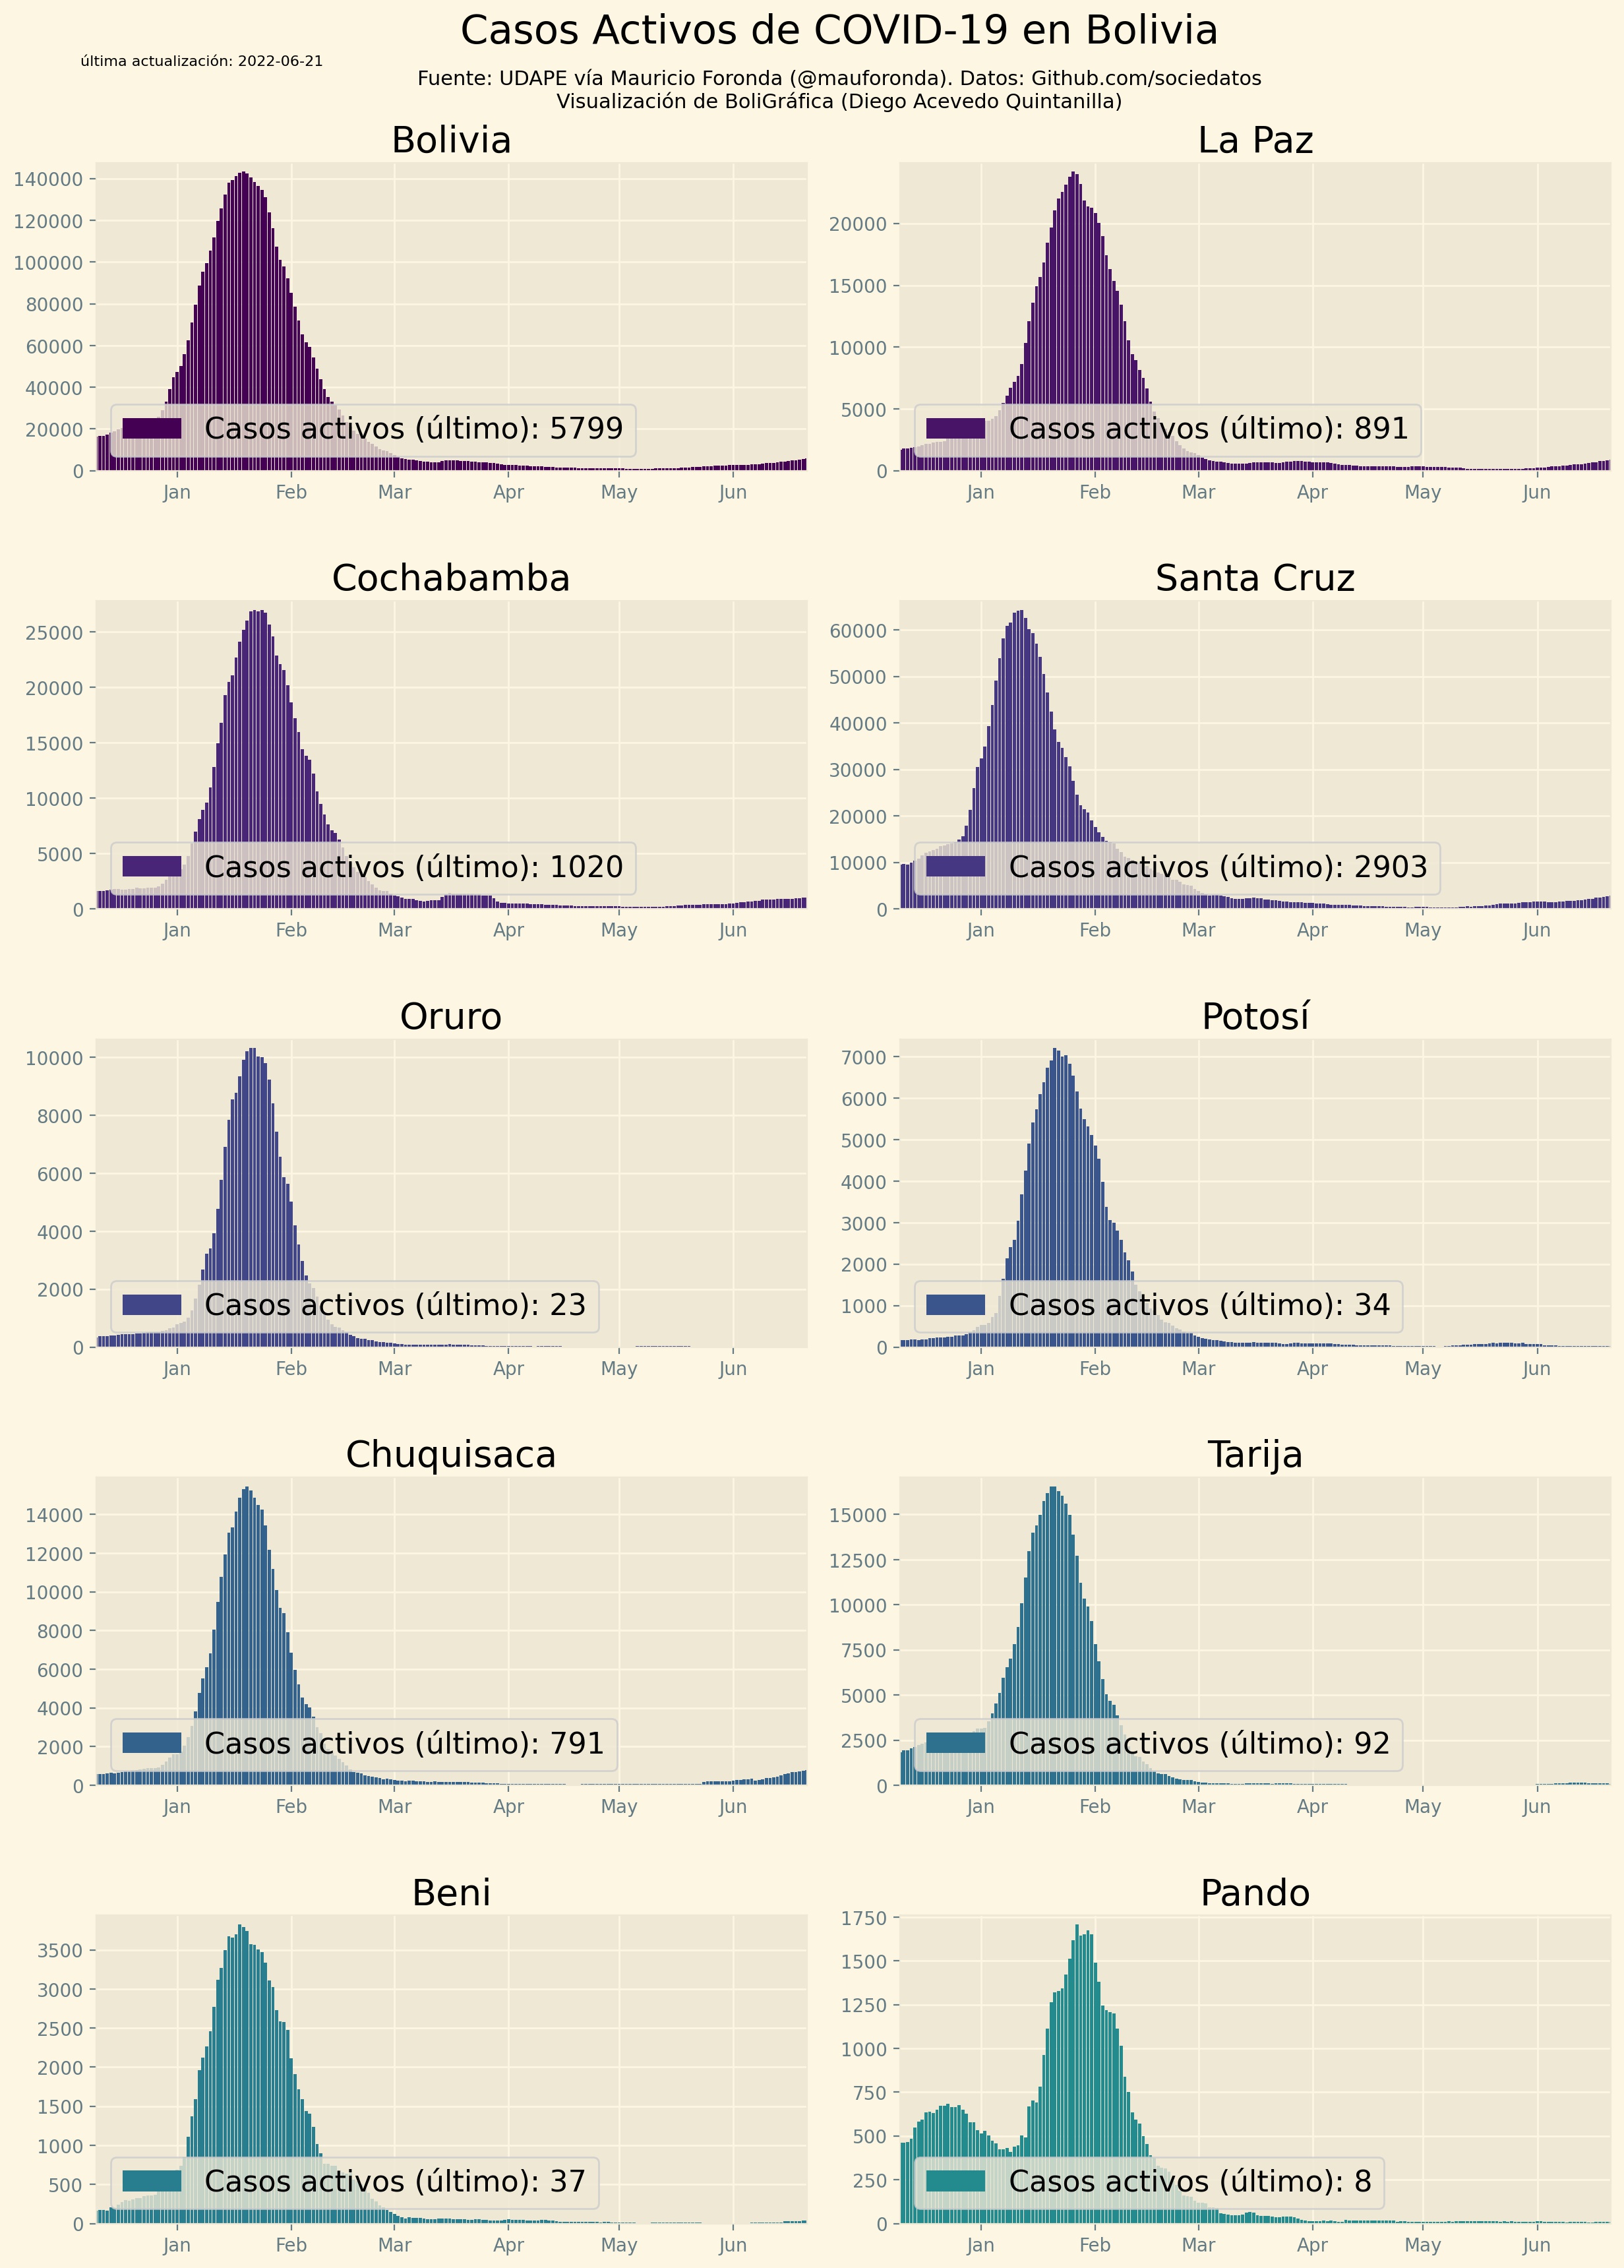 Casos Activos de COVID-19 en Bolivia
última actualización: 2022-06-21
Fuente: UDAPE vía Mauricio Foronda (@mauforonda). Datos: Github.com/sociedatos
Visualización de BoliGráfica (Diego Acevedo Quintanilla)
Bolivia
140000
120000
100000
80000
60000
40000
20000
0
Casos activos (último): 5799
Jan Feb Mar Apr May Jun
La Paz
20000
15000
10000
5000
0
Casos activos (último): 891
Jan Feb Mar Apr May Jun
Cochabamba
25000
20000
15000
10000
5000
0
Casos activos (último): 1020
Jan Feb Mar Apr May Jun
Santa Cruz
60000
50000
40000
30000
20000
10000
0
Casos activos (último): 2903
Jan Feb Mar Apr May Jun
Oruro
10000
8000
6000
4000
2000
0
Casos activos (último): 23
Jan Feb Mar Apr May Jun
Potosí
7000
6000
5000
4000
3000
2000
1000
0
Casos activos (último): 34
Jan Feb Mar Apr May Jun
Chuquisaca
14000
12000
10000
8000
6000
4000
2000
0
Casos activos (último): 791
Jan Feb Mar Apr May Jun
Tarija
15000
12500
10000
7500
5000
2500
0
Casos activos (último): 92
Jan Feb Mar Apr May Jun
Beni
3500
3000
2500
2000
1500
1000
500
0
Casos activos (último): 37
Jan Feb Mar Apr May Jun
Pando
1750
1500
1250
1000
750
500
250
0
Casos activos (último): 8
Jan Feb Mar Apr May Jun